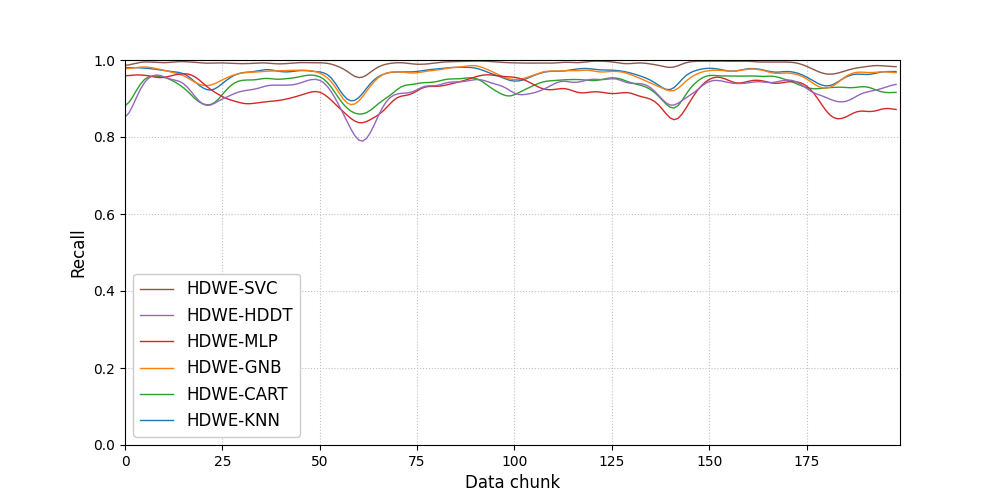 1.0
0.8
0.6
0.4
0.2
0.0
Recall
HDWE-SVC
HDWE-HDDT
HDWE-MLP
HDWE-GNB
HDWE-CART
HDWE-KNN
0 25 50 75 100 125 150 175
Data chunk